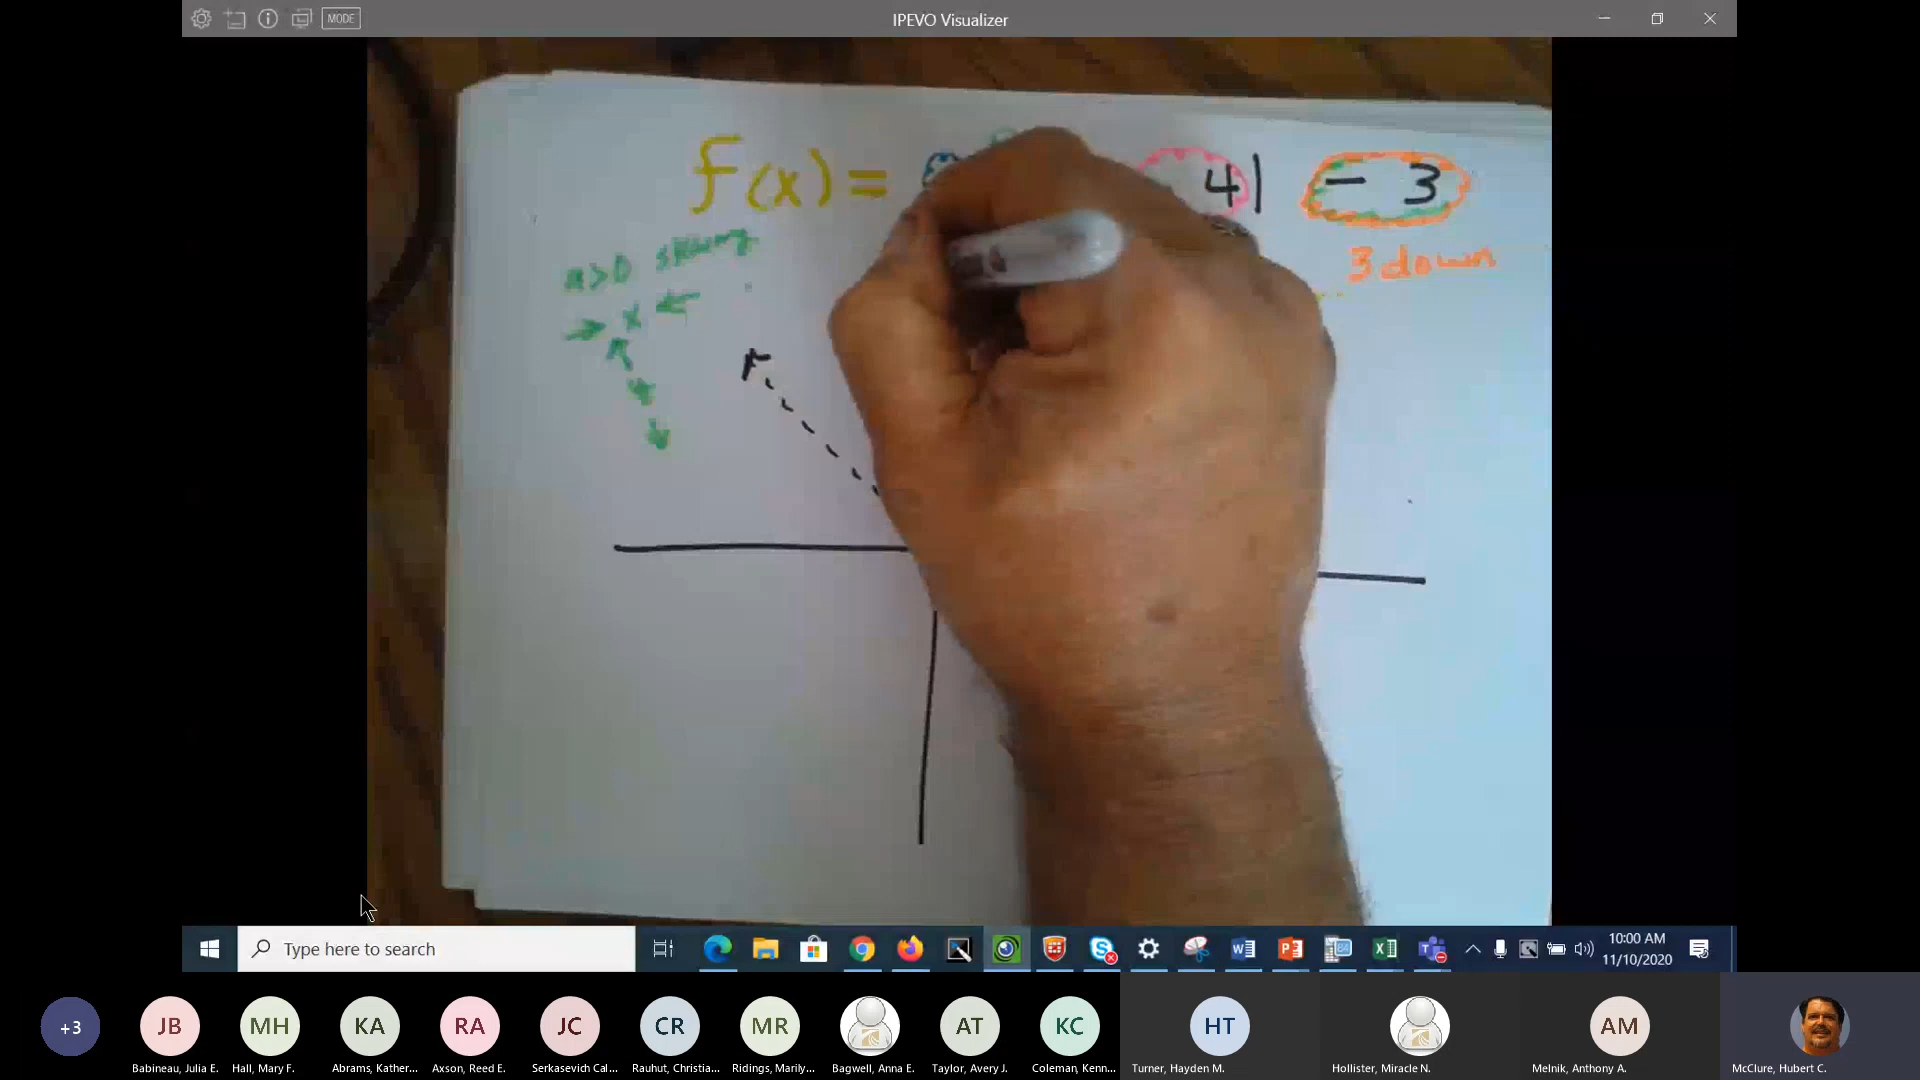 MODE
IPEVO Visualizer
f(x) =
4|
- 3
3 down
a>0 skinny
x
Type here to search
10:00 AM
11/10/2020
+3
JB
MH
KA
RA
JC
CR
MR
AT
KC
HT
AM
Babineau, Julia E.
Hall, Mary F.
Abrams, Kather...
Axson, Reed E.
Serkasevich Cal...
Rauhut, Christia...
Ridings, Marily...
Bagwell, Anna E.
Taylor, Avery J.
Coleman, Kenn...
Turner, Hayden M.
Hollister, Miracle N.
Melnik, Anthony A.
McClure, Hubert C.